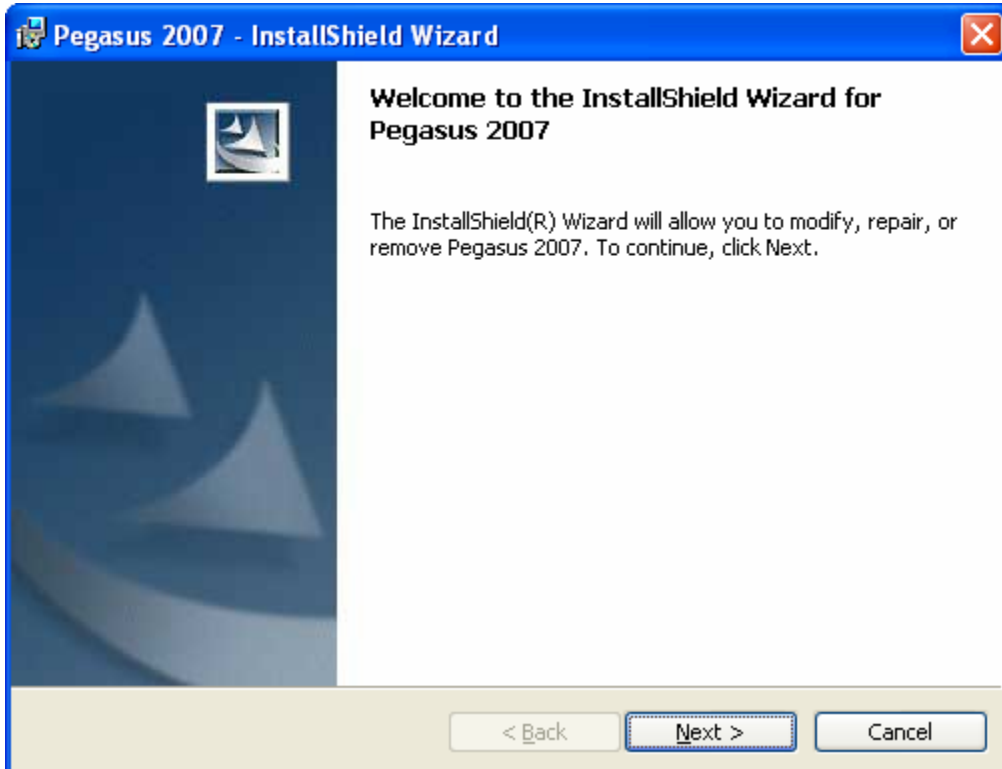 Pegasus 2007 - InstallShield Wizard
Welcome to the InstallShield Wizard for
Pegasus 2007
The InstallShield(R) Wizard will allow you to modify, repair, or
remove Pegasus 2007. To continue, click Next.
< Back
Next >
Cancel